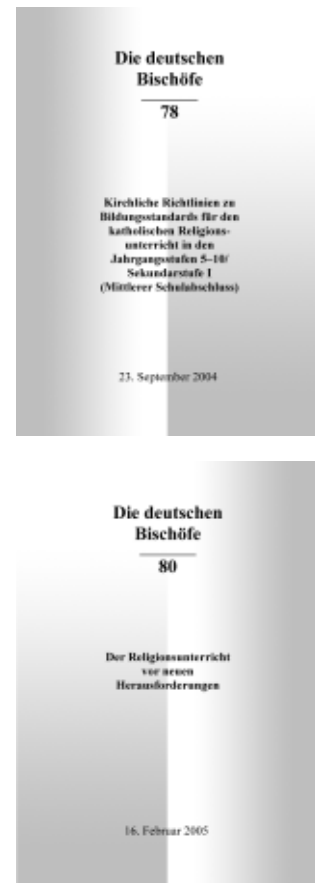 Die deutschen
Bischöfe
78
Kirchliche Richtlinien zu
Bildungsstandards für den
katholischen Religions-
unterricht in den
Jahrgangsstufen 5–10/
Sekundarstufe I
(Mittlerer Schulabschluss)
23. September 2004
Die deutschen
Bischöfe
80
Der Religionsunterricht
vor neuen
Herausforderungen
16. Februar 2005